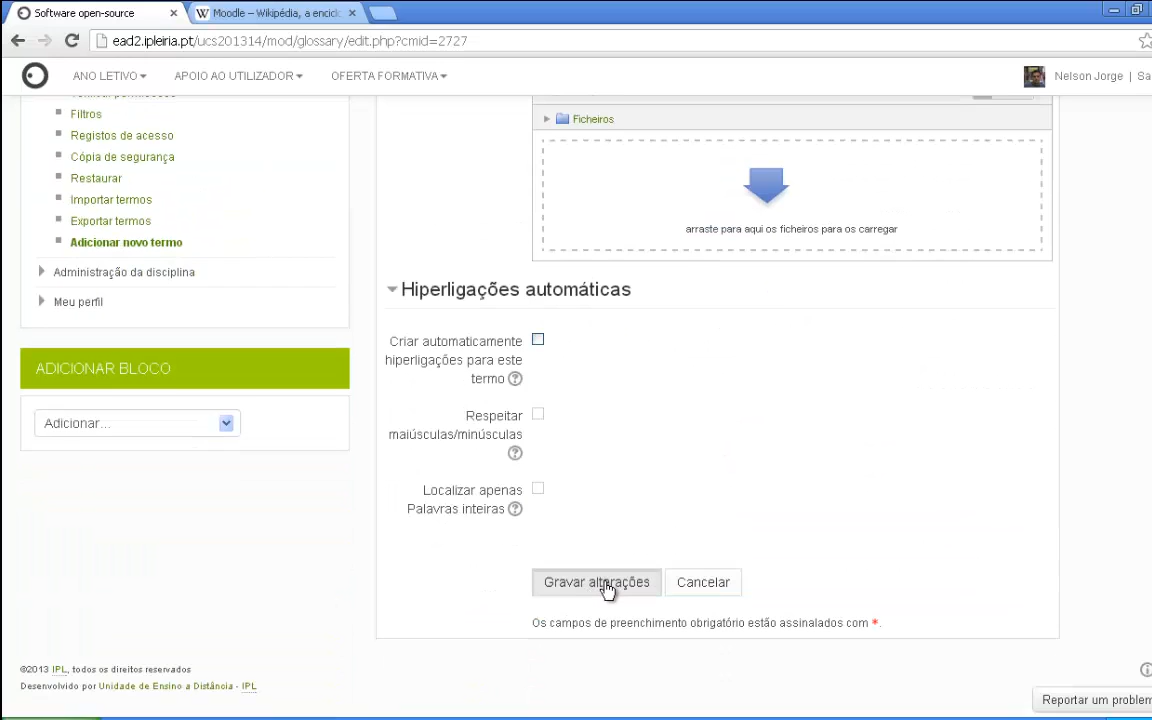 Software open-source
Moodle – Wikipédia, a encicl
ead2.ipleiria.pt/ucs201314/mod/glossary/edit.php?cmid=2727
ANO LETIVO
APOIO AO UTILIZADOR
OFERTA FORMATIVA
Nelson Jorge | Sa
Filtros
Registos de acesso
Cópia de segurança
Restaurar
Importar termos
Exportar termos
Adicionar novo termo
Administração da disciplina
Meu perfil
ADICIONAR BLOCO
Adicionar...
Ficheiros
arraste para aqui os ficheiros para os carregar
Hiperligações automáticas
Criar automaticamente
hiperligações para este
termo
Respeitar
maiúsculas/minúsculas
Localizar apenas
Palavras inteiras
Gravar alterações
Cancelar
Os campos de preenchimento obrigatório estão assinalados com *.
©2013 IPL, todos os direitos reservados
Desenvolvido por Unidade de Ensino a Distância - IPL
Reportar um problem